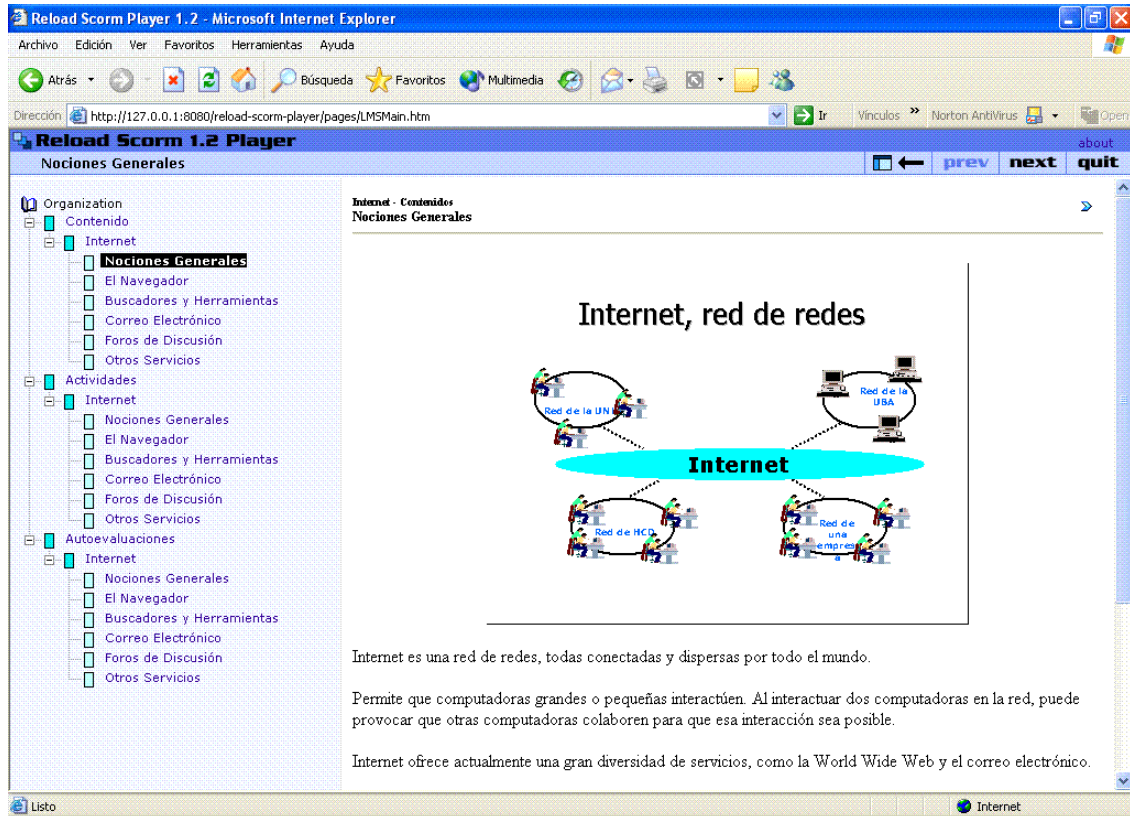 Reload Scorm Player 1.2 - Microsoft Internet Explorer
Archivo Edición Ver Favoritos Herramientas Ayuda
Atrás Búsqueda Favoritos Multimedia
Dirección http://127.0.0.1:8080/reload-scorm-player/pages/LMSMain.htm Ir Vínculos Norton AntiVirus Open
Reload Scorm 1.2 Player about
Nociones Generales prev next quit
Organization
Contenido
Internet
Nociones Generales
El Navegador
Buscadores y Herramientas
Correo Electrónico
Foros de Discusión
Otros Servicios
Actividades
Internet
Nociones Generales
El Navegador
Buscadores y Herramientas
Correo Electrónico
Foros de Discusión
Otros Servicios
Autoevaluaciones
Internet
Nociones Generales
El Navegador
Buscadores y Herramientas
Correo Electrónico
Foros de Discusión
Otros Servicios
Internet - Contenidos
Nociones Generales
Internet, red de redes
Red de la UNL
Red de la
UBA
Internet
Red de HCD
Red de
una
empres
a
Internet es una red de redes, todas conectadas y dispersas por todo el mundo.
Permite que computadoras grandes o pequeñas interactúen. Al interactuar dos computadoras en la red, puede
provocar que otras computadoras colaboren para que esa interacción sea posible.
Internet ofrece actualmente una gran diversidad de servicios, como la World Wide Web y el correo electrónico.
Listo Internet